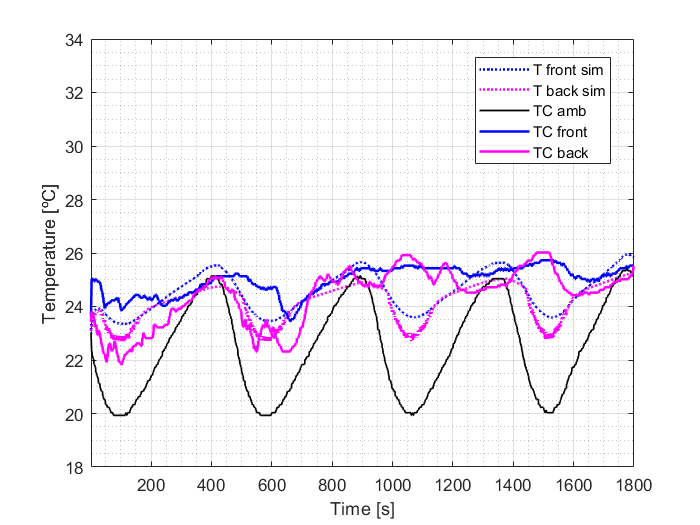 34
32
30
28
26
24
22
20
18
Temperature [ºC]
T front sim
T back sim
TC amb
TC front
TC back
200 400 600 800 1000 1200 1400 1600 1800
Time [s]